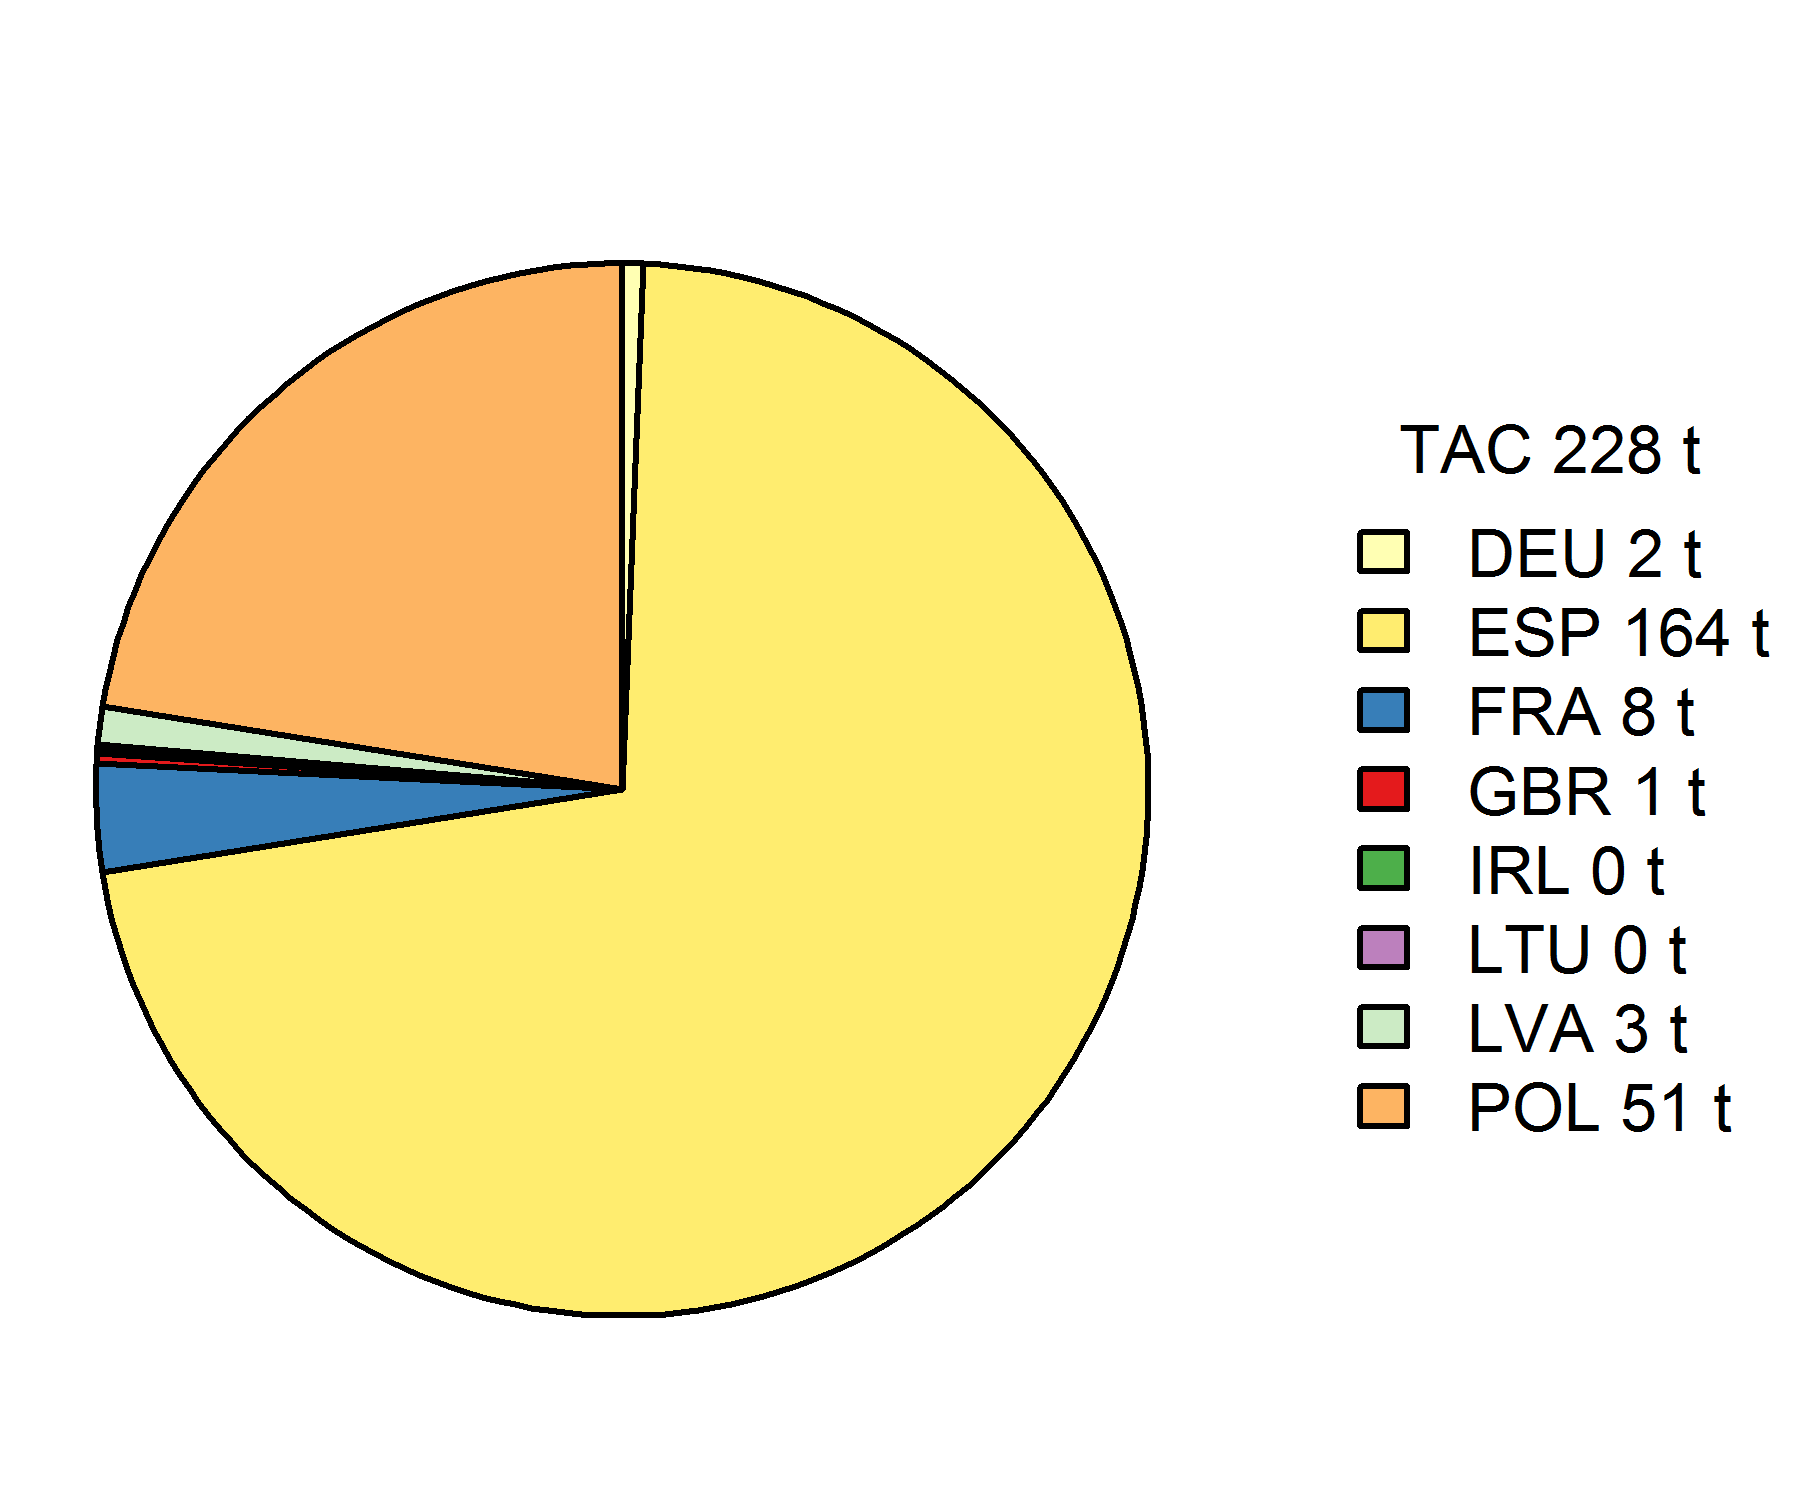 TAC 228 t
DEU 2 t
ESP 164 t
FRA 8 t
GBR 1 t
IRL 0 t
LTU 0 t
LVA 3 t
POL 51 t